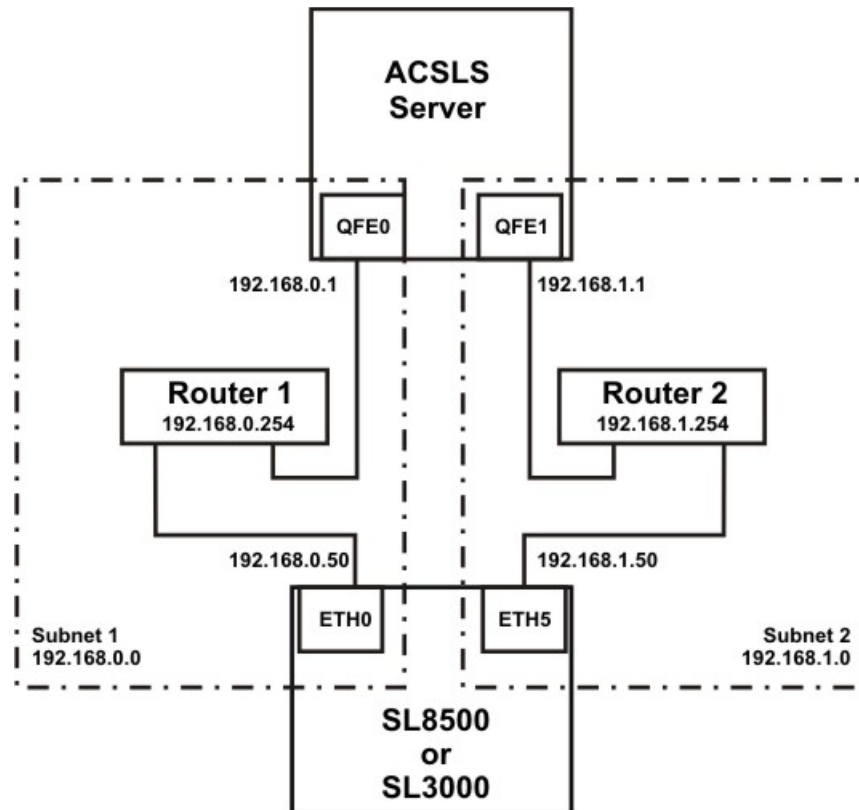 ACSLS
Server
QFE0
QFE1
192.168.0.1
192.168.1.1
Router 1
192.168.0.254
Router 2
192.168.1.254
192.168.0.50
192.168.1.50
ETH0
ETH5
Subnet 1
192.168.0.0
Subnet 2
192.168.1.0
SL8500
or
SL3000